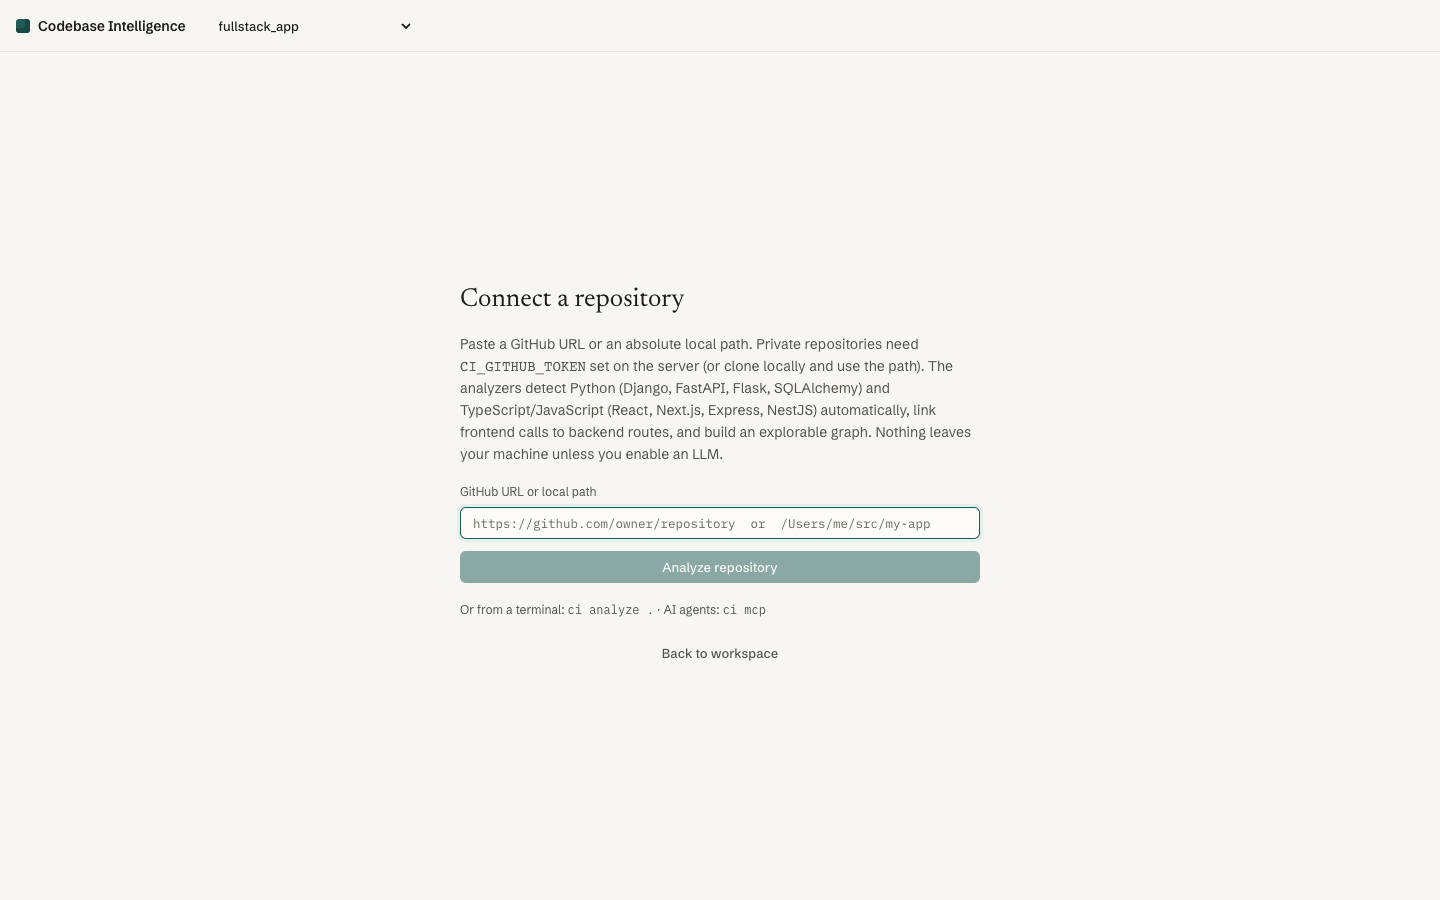 Codebase Intelligence
fullstack_app
Connect a repository
Paste a GitHub URL or an absolute local path. Private repositories need
CI_GITHUB_TOKEN set on the server (or clone locally and use the path). The
analyzers detect Python (Django, FastAPI, Flask, SQLAlchemy) and
TypeScript/JavaScript (React, Next.js, Express, NestJS) automatically, link
frontend calls to backend routes, and build an explorable graph. Nothing leaves
your machine unless you enable an LLM.
GitHub URL or local path
https://github.com/owner/repository  or  /Users/me/src/my-app
Analyze repository
Or from a terminal: ci analyze . · AI agents: ci mcp
Back to workspace